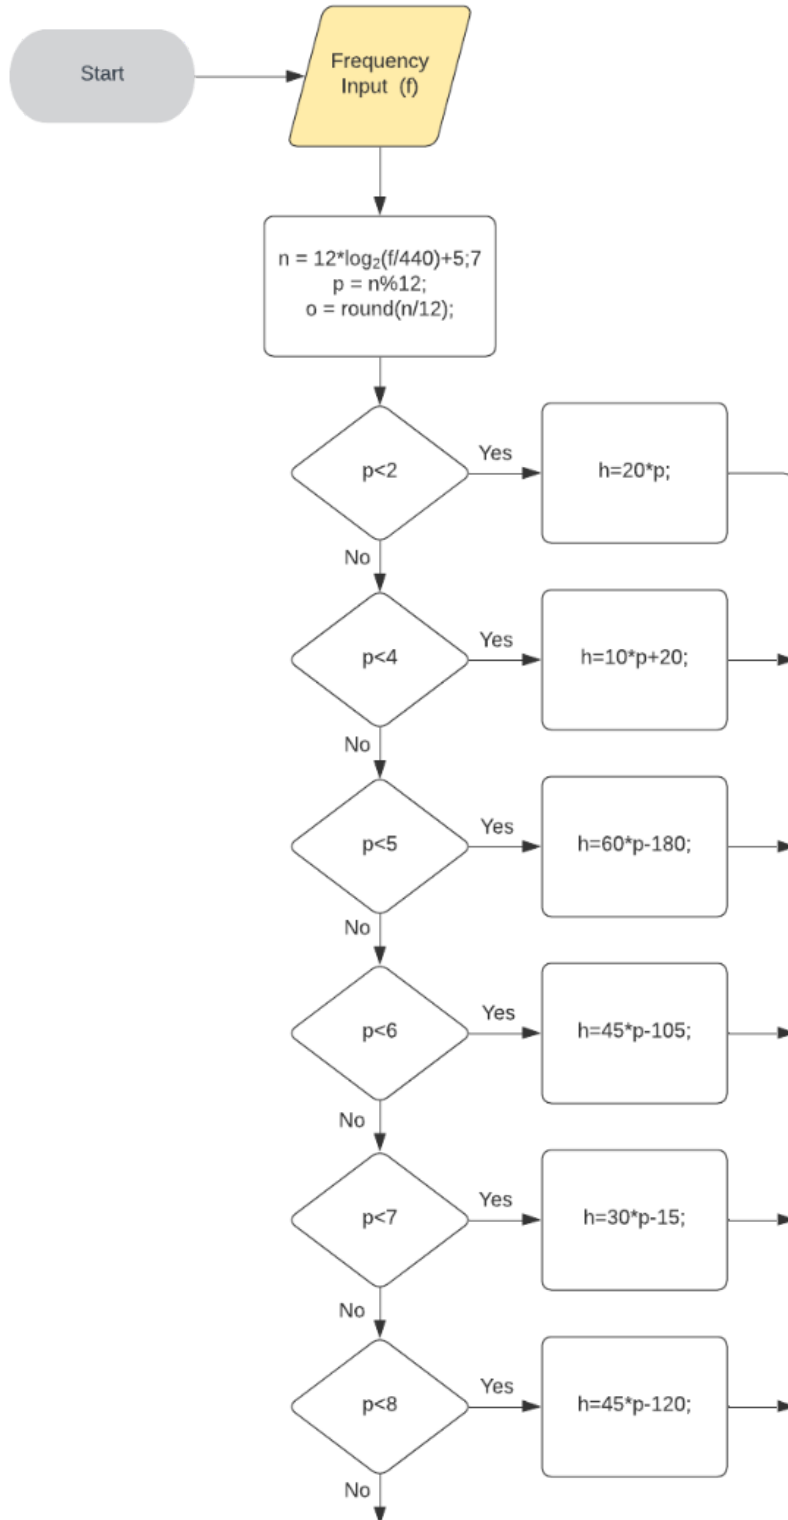 Start
Frequency
Input (f)
n = 12*log₂(f/440)+5;7
p = n%12;
o = round(n/12);
p<2
Yes
h=20*p;
No
p<4
Yes
h=10*p+20;
No
p<5
Yes
h=60*p-180;
No
p<6
Yes
h=45*p-105;
No
p<7
Yes
h=30*p-15;
No
p<8
Yes
h=45*p-120;
No